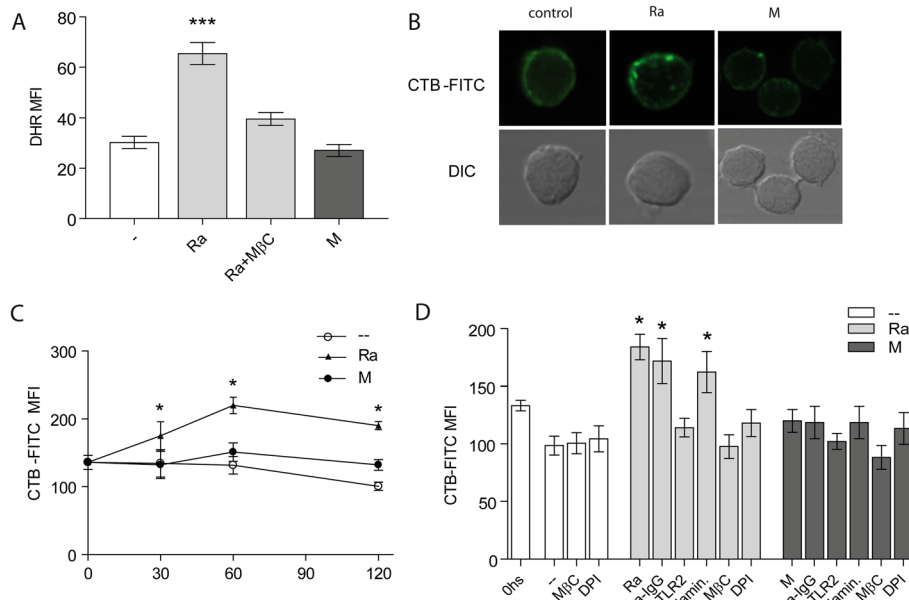 A
DHR MFI
80
60
40
20
0
***
-
Ra
Ra+MβC
M
B
control
Ra
M
CTB-FITC
DIC
C
CTB-FITC MFI
300
200
100
0
--
Ra
M
*
*
*
0
30
60
90
120
D
CTB-FITC MFI
200
150
100
50
0
--
Ra
M
*
*
*
0hs
--
MβC
DPI
Ra
a-IgG
TLR2
MβC
DPI
M
a-IgG
TLR2
MβC
DPI